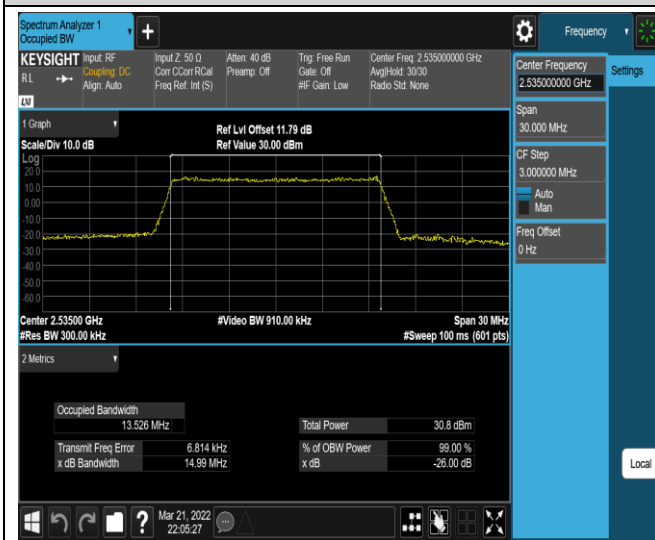 Spectrum Analyzer 1
Occupied BW
Frequency
KEYSIGHT
R L
LXI
Input: RF
Coupling: DC
Align: Auto
Input Z: 50 Ω
Corr CCorr RCal
Freq Ref: Int (S)
Atten: 40 dB
Preamp: Off
Trig: Free Run
Gate: Off
#IF Gain: Low
Center Freq: 2.535000000 GHz
Avg|Hold: 30/30
Radio Std: None
Center Frequency
2.535000000 GHz
Settings
Span
30.000 MHz
CF Step
3.000000 MHz
Auto
Man
Freq Offset
0 Hz
Local
1 Graph
Scale/Div 10.0 dB
Ref Lvl Offset 11.79 dB
Ref Value 30.00 dBm
Log
20.0
10.0
0.00
-10.0
-20.0
-30.0
-40.0
-50.0
-60.0
Center 2.53500 GHz
#Res BW 300.00 kHz
#Video BW 910.00 kHz
Span 30 MHz
#Sweep 100 ms (601 pts)
2 Metrics
Occupied Bandwidth
13.526 MHz
Transmit Freq Error 6.814 kHz
x dB Bandwidth 14.99 MHz
Total Power 30.8 dBm
% of OBW Power 99.00 %
x dB -26.00 dB
Mar 21, 2022
22:05:27